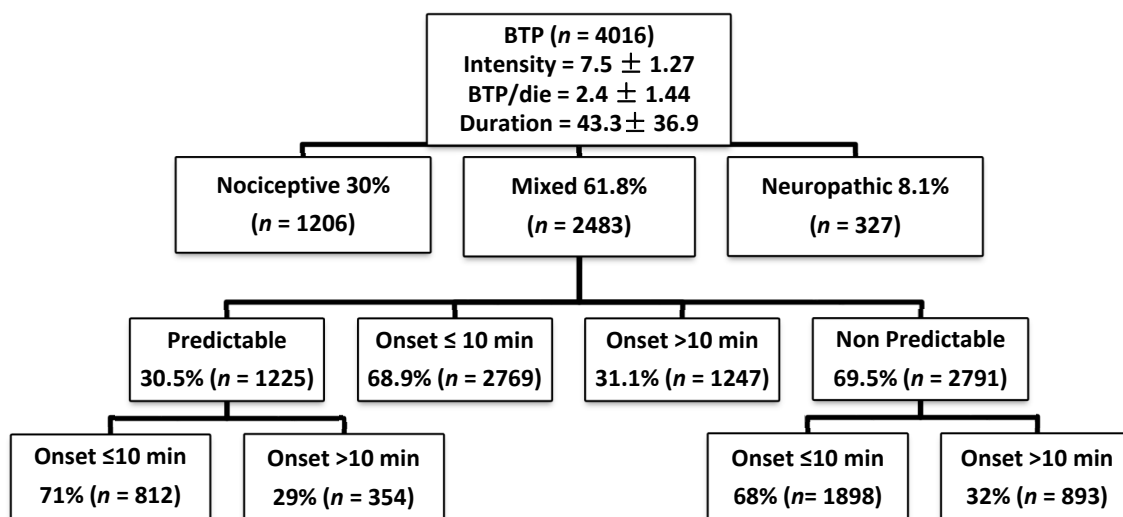 BTP (n = 4016)
Intensity = 7.5 ± 1.27
BTP/die = 2.4 ± 1.44
Duration = 43.3 ± 36.9
Nociceptive 30%
(n = 1206)
Mixed 61.8%
(n = 2483)
Neuropathic 8.1%
(n = 327)
Predictable
30.5% (n = 1225)
Onset ≤ 10 min
68.9% (n = 2769)
Onset >10 min
31.1% (n = 1247)
Non Predictable
69.5% (n = 2791)
Onset ≤10 min
71% (n = 812)
Onset >10 min
29% (n = 354)
Onset ≤10 min
68% (n= 1898)
Onset >10 min
32% (n = 893)